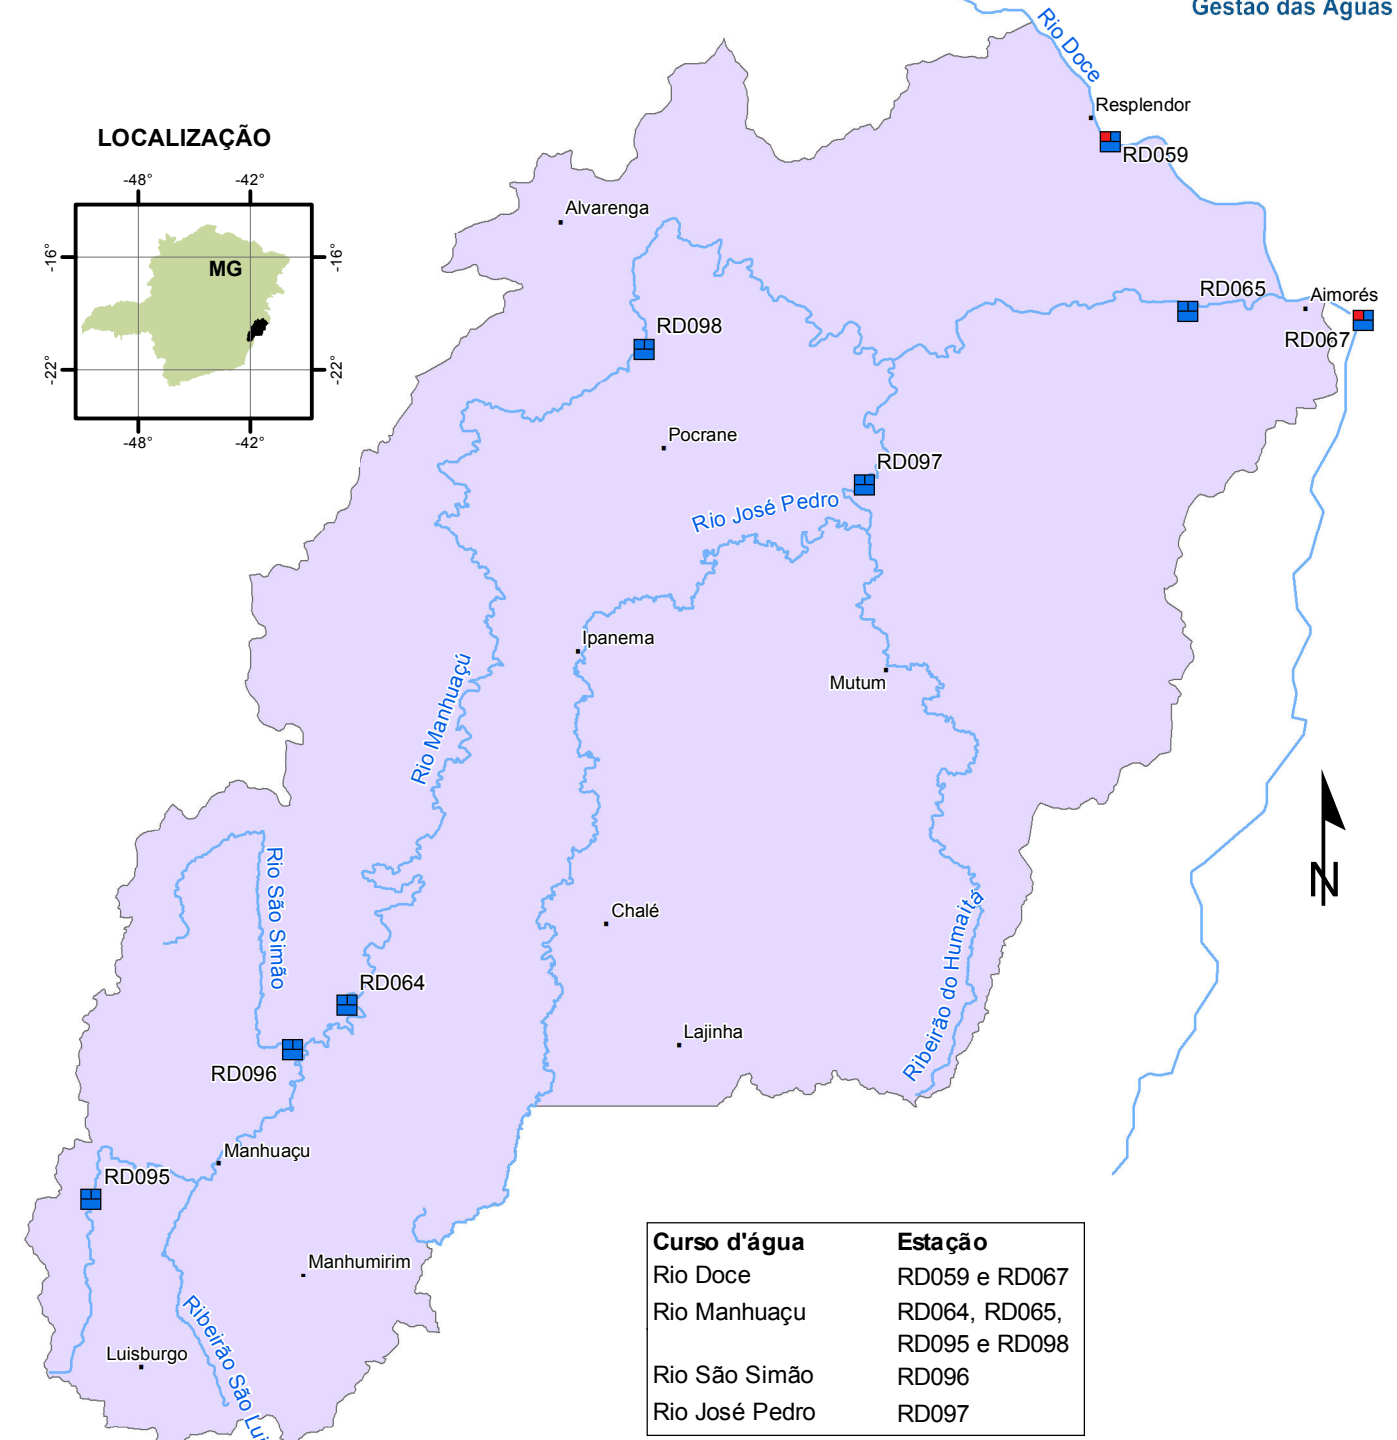 Gestão das Águas
Rio Doce
Resplendor
RD059
LOCALIZAÇÃO
-48°
-42°
Alvarenga
-16°
-16°
MG
RD065
Aimorés
RD098
RD067
-22°
-22°
-48°
-42°
Pocrane
RD097
Rio José Pedro
Ipanema
Mutum
Rio Manhuaçú
Rio São Simão
Chalé
Ribeirão do Humaitá
N
RD064
Lajinha
RD096
Manhuaçu
RD095
Manhumirim
Ribeirão São
Luisburgo
Curso d'água Estação
Rio Doce RD059 e RD067
Rio Manhuaçu RD064, RD065,
RD095 e RD098
Rio São Simão RD096
Rio José Pedro RD097